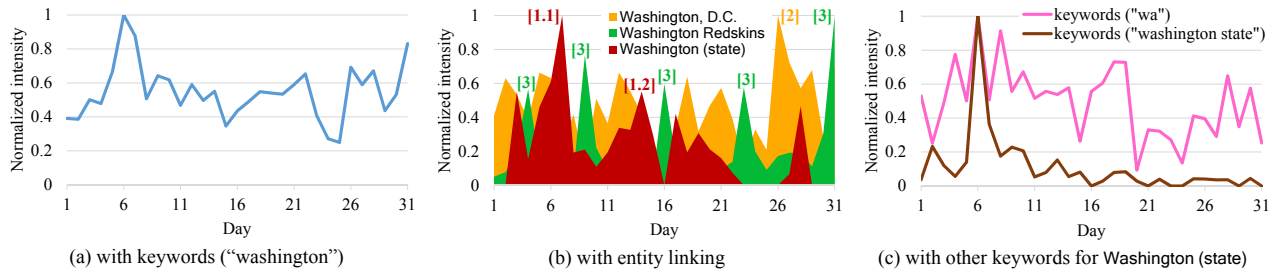 Normalized intensity
1
0.8
0.6
0.4
0.2
0
1 6 11 16 21 26 31
Day
(a) with keywords (“washington”)
Normalized intensity
1
0.8
0.6
0.4
0.2
0
[1.1]
Washington, D.C.
Washington Redskins
Washington (state)
[2]
[3]
[3]
[3]
[1.2]
[3]
[3]
1 6 11 16 21 26 31
Day
(b) with entity linking
Normalized intensity
1
0.8
0.6
0.4
0.2
0
keywords ("wa")
keywords ("washington state")
1 6 11 16 21 26 31
Day
(c) with other keywords for Washington (state)